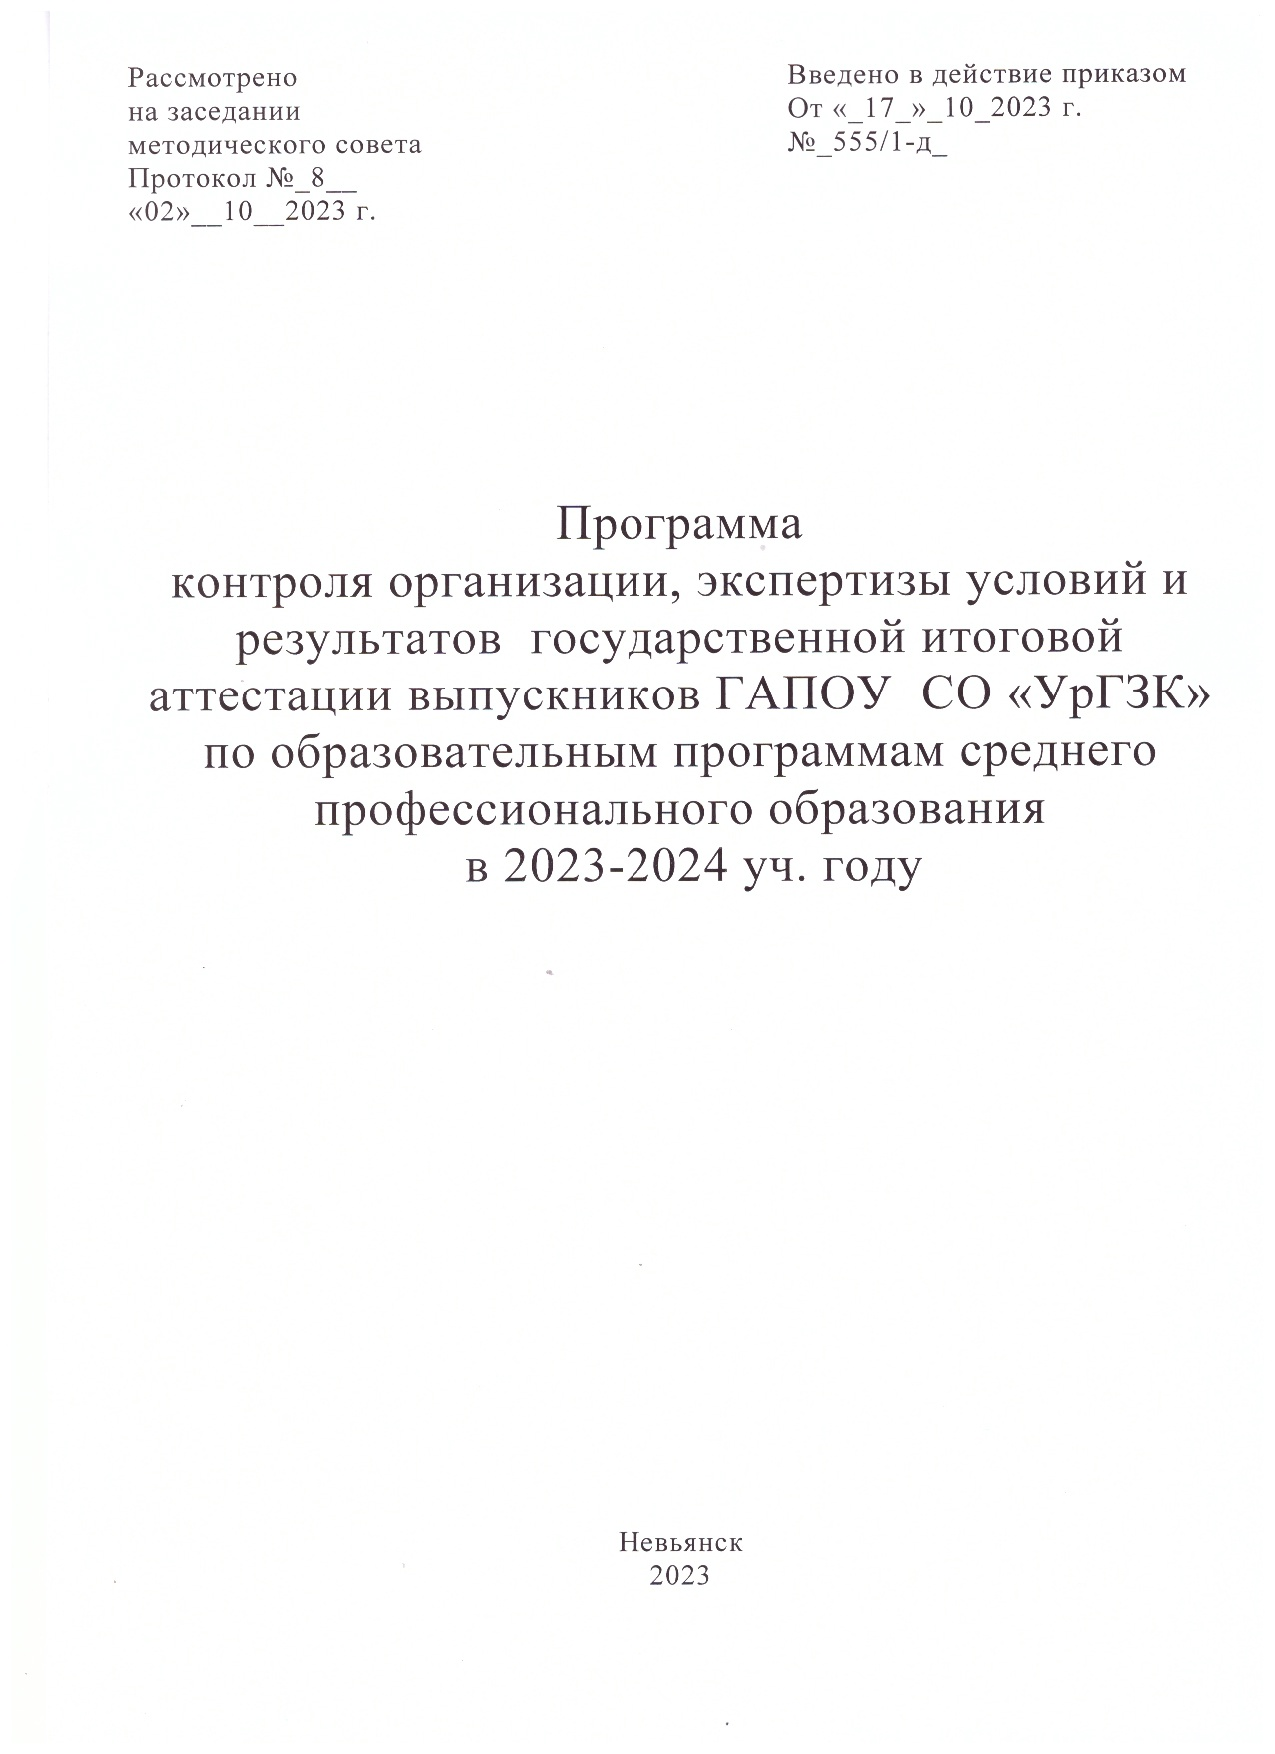 Рассмотрено
на заседании
методического совета
Протокол №_8__
«02»__10__2023 г.
Введено в действие приказом
От «_17_»_10_2023 г.
№_555/1-д_
Программа
контроля организации, экспертизы условий и
результатов государственной итоговой
аттестации выпускников ГАПОУ СО «УрГЗК»
по образовательным программам среднего
профессионального образования
в 2023-2024 уч. году
Невьянск
2023